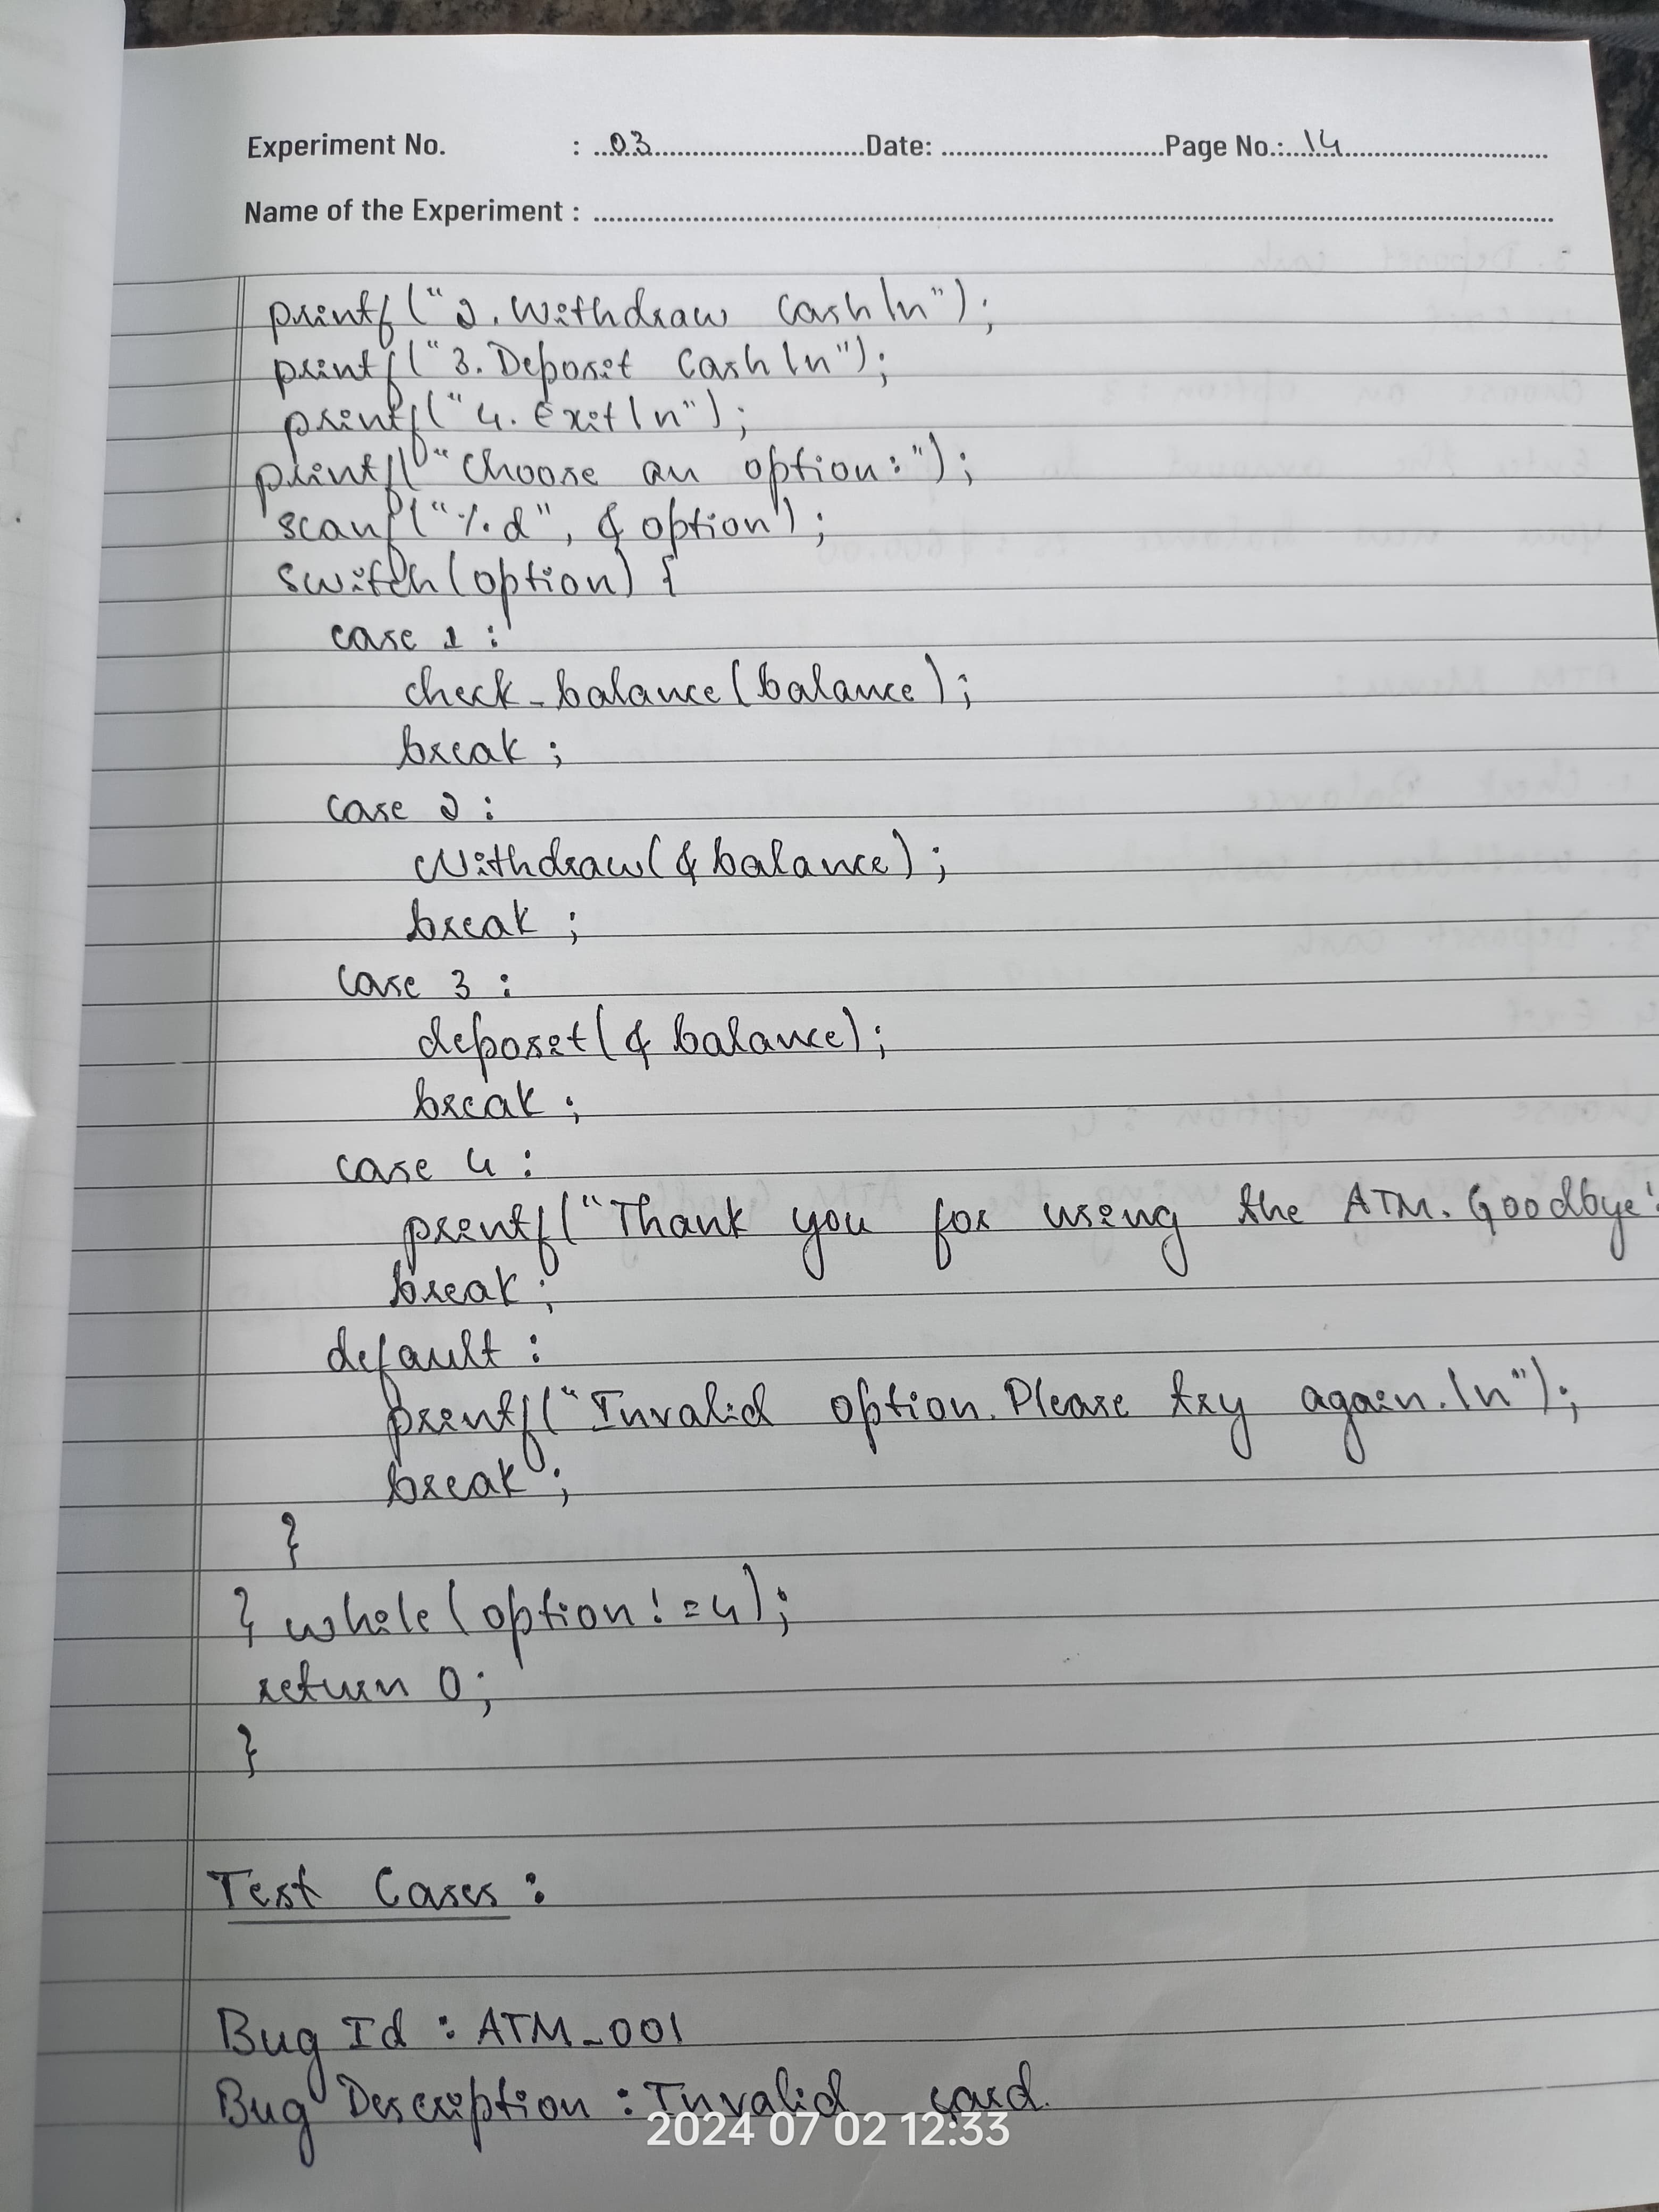 Experiment No. : 03 Date: Page No.: 14
Name of the Experiment :
printf("2. Withdraw Cash\n");
printf("3. Deposit Cash\n");
printf("4. Exit\n");
printf("Choose an option:");
scanf("%d", &option);
switch(option) {
case 1 :
check_balance(balance);
break ;
case 2 :
Withdraw(&balance);
break ;
case 3 :
deposit(&balance);
break ;
case 4 :
printf("Thank you for using the ATM. Goodbye!
break ;
default :
printf("Invalid option. Please try again.\n");
break ;
}
} while(option!=4);
return 0;
}
Test Cases :
Bug Id : ATM_001
Bug Description : Invalid card.
2024 07 02 12:33